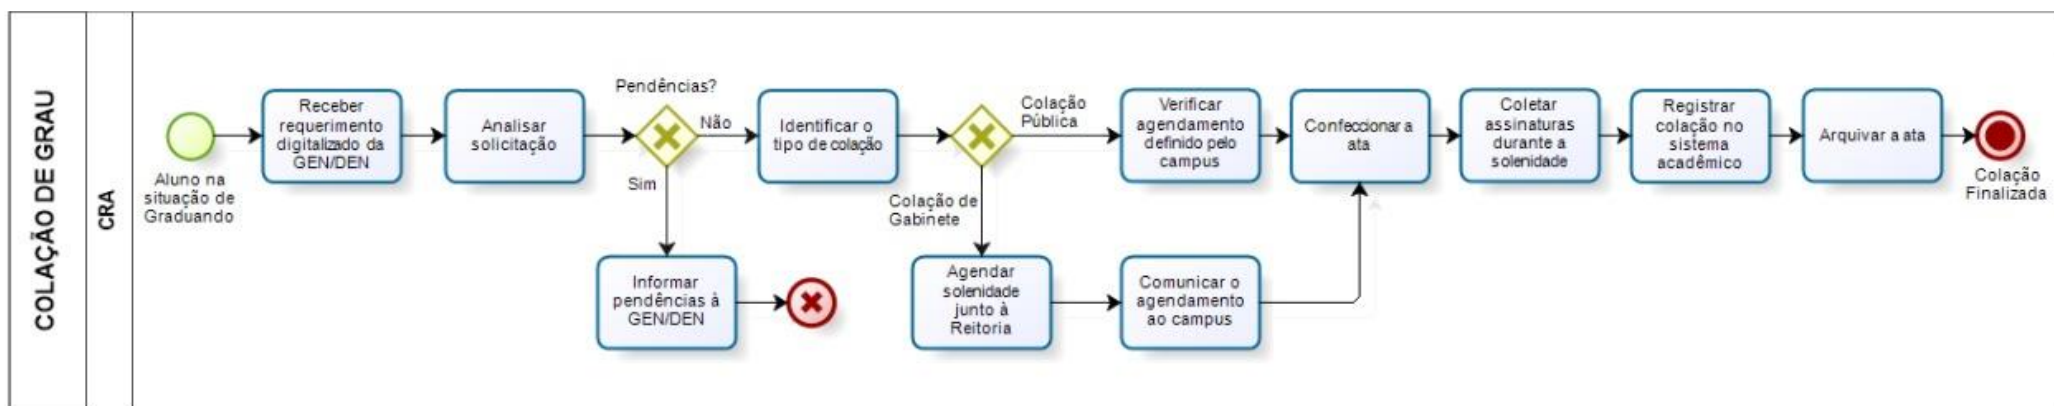 COLAÇÃO DE GRAU
CRA
Aluno na
situação de
Graduando
Receber
requerimento
digitalizado da
GEN/DEN
Analisar
solicitação
Pendências?
Não
Sim
Informar
pendências à
GEN/DEN
Identificar o
tipo de colação
Colação
Pública
Colação de
Gabinete
Agendar
solenidade
junto à
Reitoria
Comunicar o
agendamento
ao campus
Verificar
agendamento
definido pelo
campus
Confeccionar a
ata
Coletar
assinaturas
durante a
solenidade
Registrar
colação no
sistema
acadêmico
Arquivar a ata
Colação
Finalizada